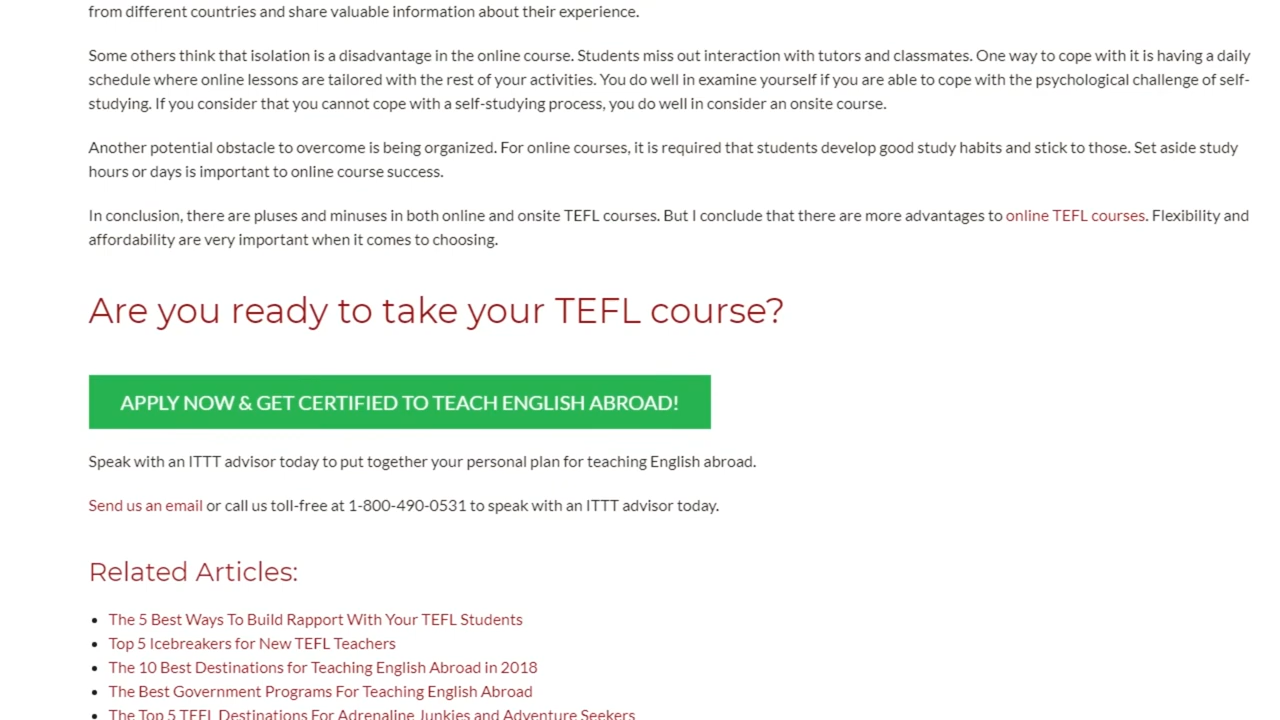 from different countries and share valuable information about their experience.
Some others think that isolation is a disadvantage in the online course. Students miss out interaction with tutors and classmates. One way to cope with it is having a daily
schedule where online lessons are tailored with the rest of your activities. You do well in examine yourself if you are able to cope with the psychological challenge of self-
studying. If you consider that you cannot cope with a self-studying process, you do well in consider an onsite course.
Another potential obstacle to overcome is being organized. For online courses, it is required that students develop good study habits and stick to those. Set aside study
hours or days is important to online course success.
In conclusion, there are pluses and minuses in both online and onsite TEFL courses. But I conclude that there are more advantages to online TEFL courses. Flexibility and
affordability are very important when it comes to choosing.
Are you ready to take your TEFL course?
APPLY NOW & GET CERTIFIED TO TEACH ENGLISH ABROAD!
Speak with an ITTT advisor today to put together your personal plan for teaching English abroad.
Send us an email or call us toll-free at 1-800-490-0531 to speak with an ITTT advisor today.
Related Articles:
• The 5 Best Ways To Build Rapport With Your TEFL Students
• Top 5 Icebreakers for New TEFL Teachers
• The 10 Best Destinations for Teaching English Abroad in 2018
• The Best Government Programs For Teaching English Abroad
• The Top 5 TEFL Destinations For Adrenaline Junkies and Adventure Seekers